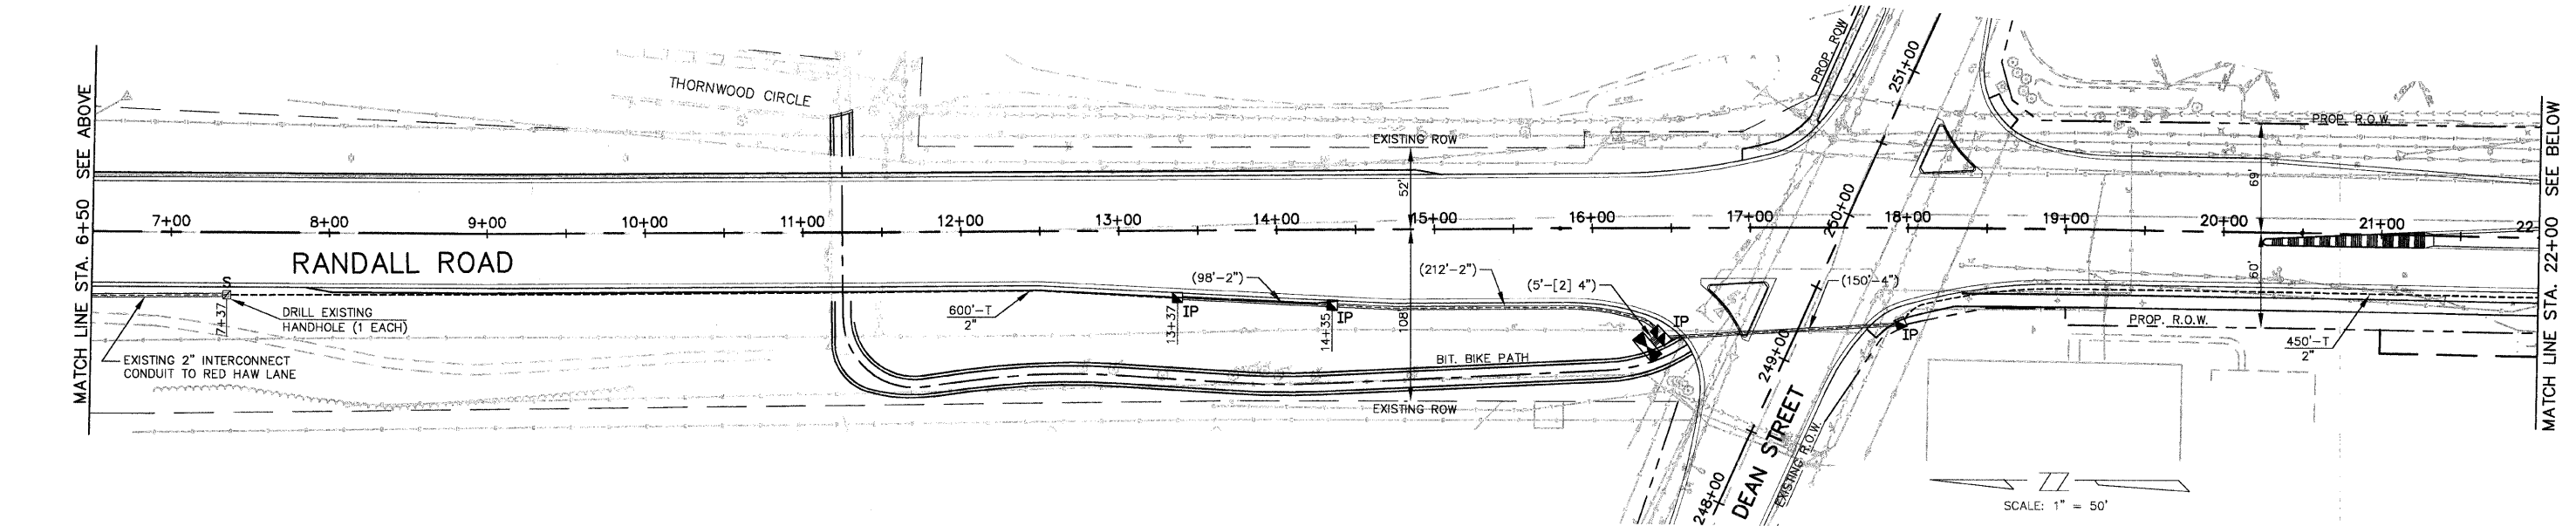 MATCH LINE STA. 6+50 SEE ABOVE
THORNWOOD CIRCLE
EXISTING ROW
PROP. ROW
251+00
PROP. R.O.W.
MATCH LINE STA. 22+00 SEE BELOW
52'
69'
250+00
7+00
8+00
9+00
10+00
11+00
12+00
13+00
14+00
15+00
16+00
17+00
18+00
19+00
20+00
21+00
22
RANDALL ROAD
S
7+37
DRILL EXISTING
HANDHOLE (1 EACH)
EXISTING 2" INTERCONNECT
CONDUIT TO RED HAW LANE
600'-T
2"
(98'-2")
13+37
IP
14+35
IP
108'
(212'-2")
(5'-[2] 4")
IP
(150'-4")
IP
60'
PROP. R.O.W.
450'-T
2"
BIT. BIKE PATH
EXISTING ROW
249+00
248+00
DEAN STREET
EXISTING R.O.W.
SCALE: 1" = 50'